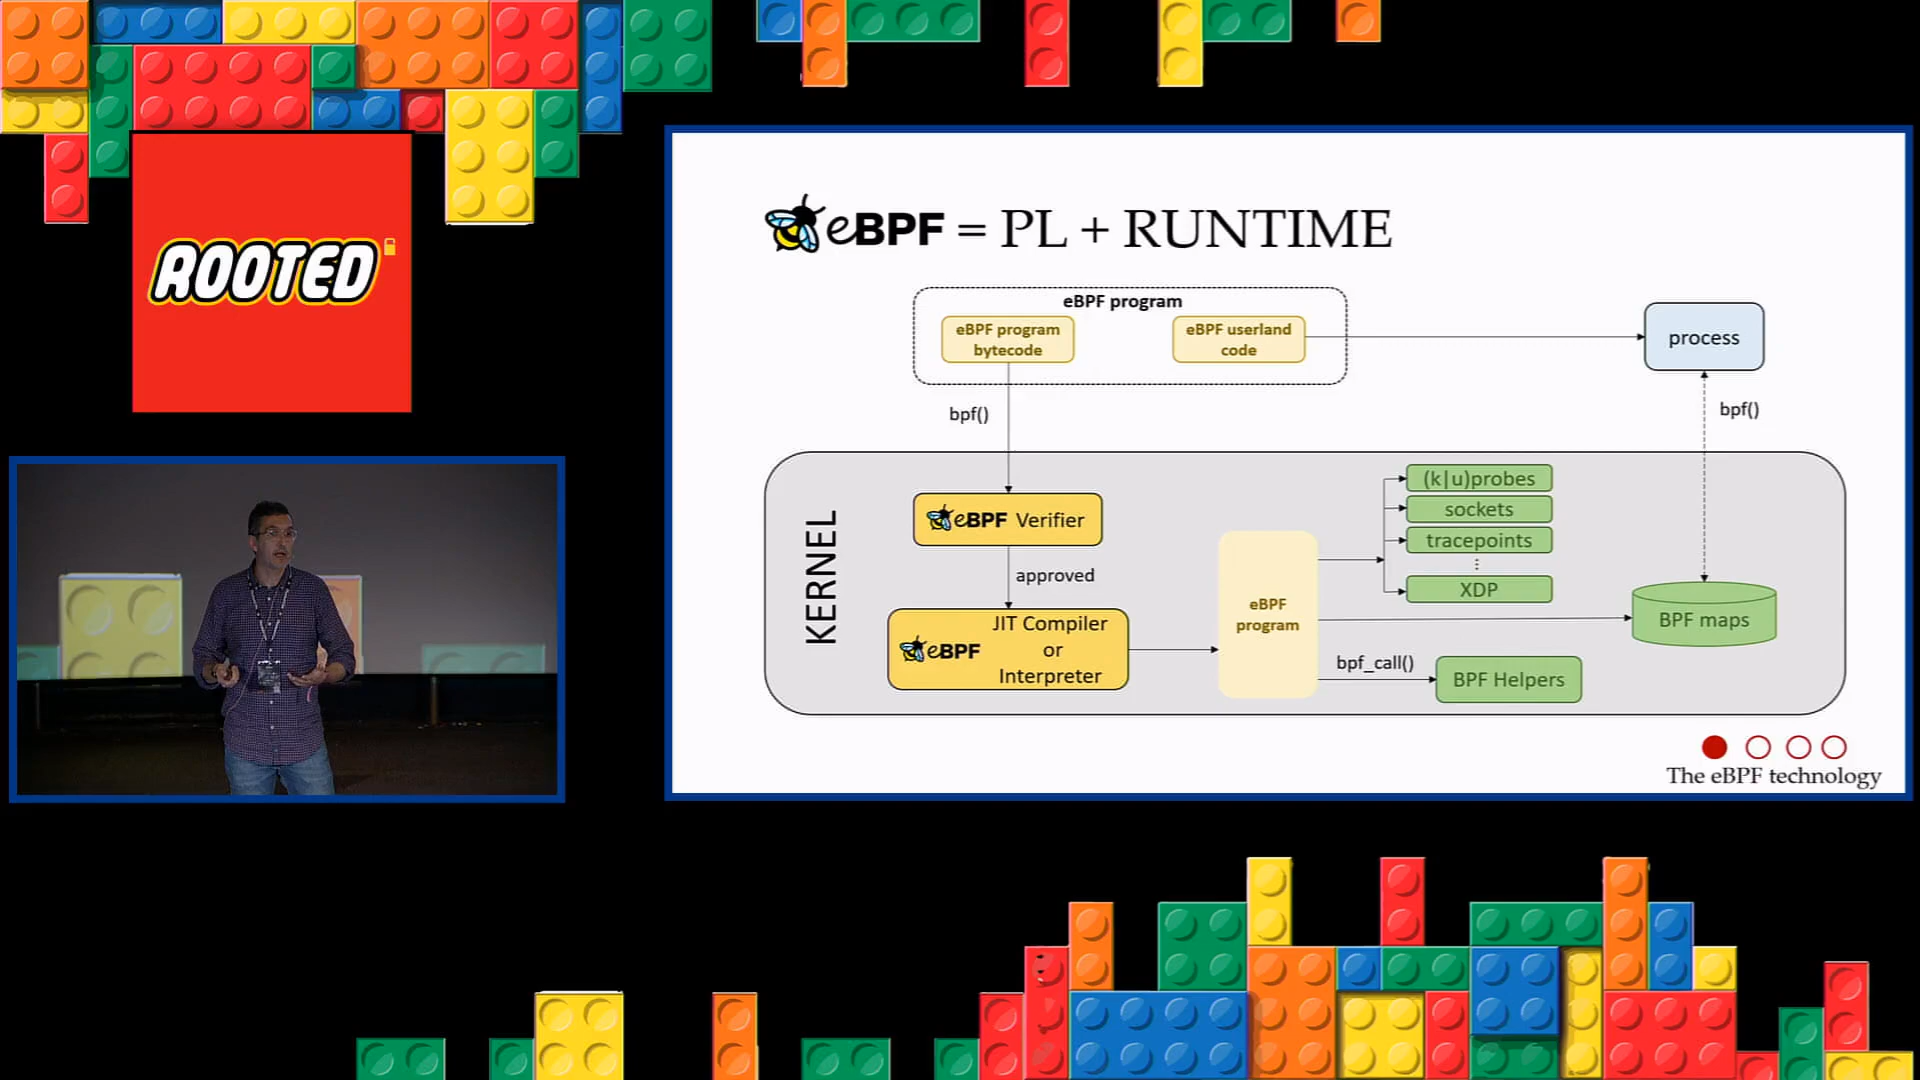 ROOTED
eBPF = PL + RUNTIME
eBPF program
eBPF program
bytecode
eBPF userland
code
process
bpf()
bpf()
KERNEL
eBPF Verifier
approved
eBPF
JIT Compiler
or
Interpreter
eBPF
program
(k|u)probes
sockets
tracepoints
⋮
XDP
BPF maps
bpf_call()
BPF Helpers
The eBPF technology